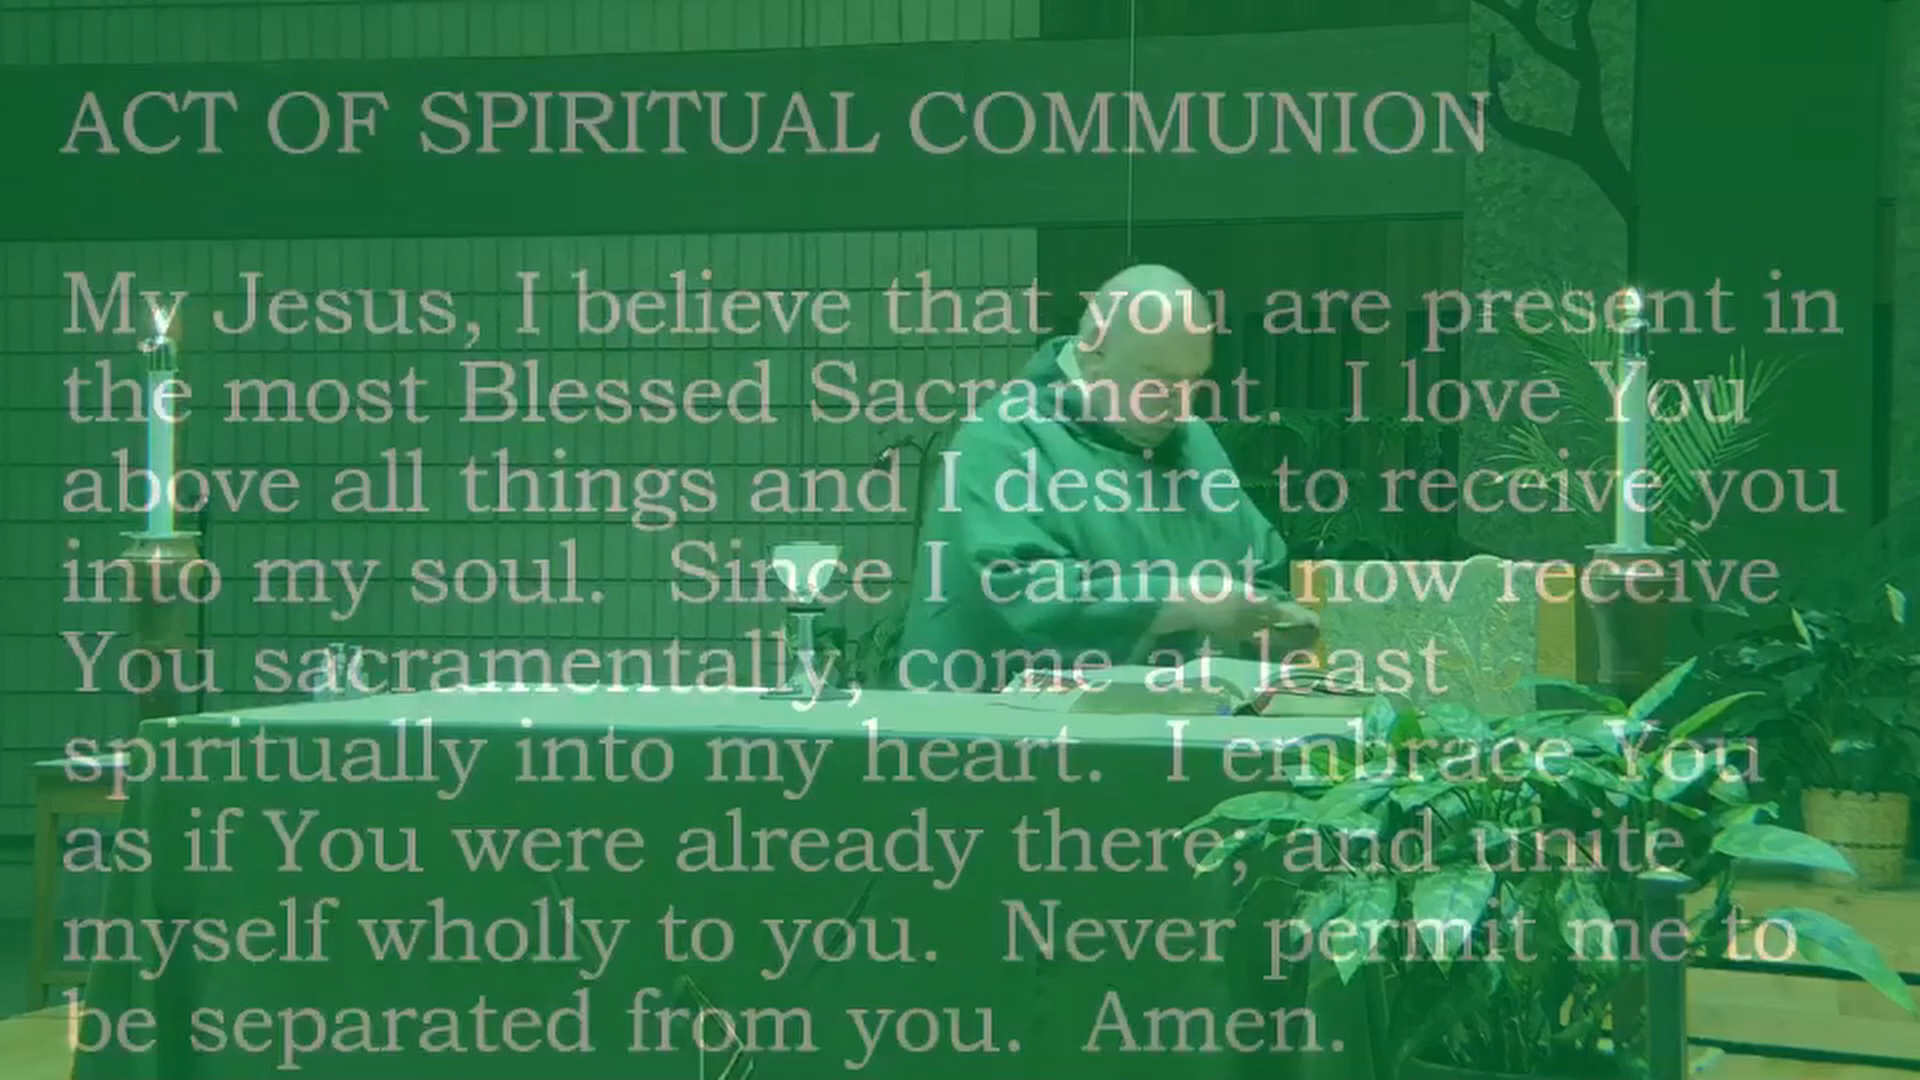 ACT OF SPIRITUAL COMMUNION
My Jesus, I believe that you are present in
the most Blessed Sacrament.  I love You
above all things and I desire to receive you
into my soul.  Since I cannot now receive
You sacramentally, come at least
spiritually into my heart.  I embrace You
as if You were already there; and unite
myself wholly to you.  Never permit me to
be separated from you.  Amen.